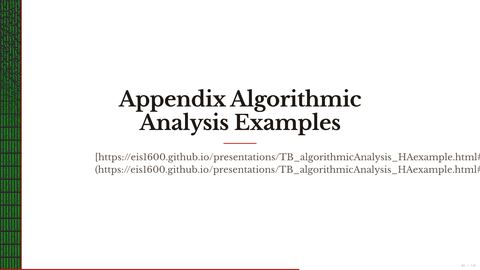 Appendix Algorithmic
Analysis Examples
[https://eis1600.github.io/presentations/TB_algorithmicAnalysis_HAexample.html#
(https://eis1600.github.io/presentations/TB_algorithmicAnalysis_HAexample.html#